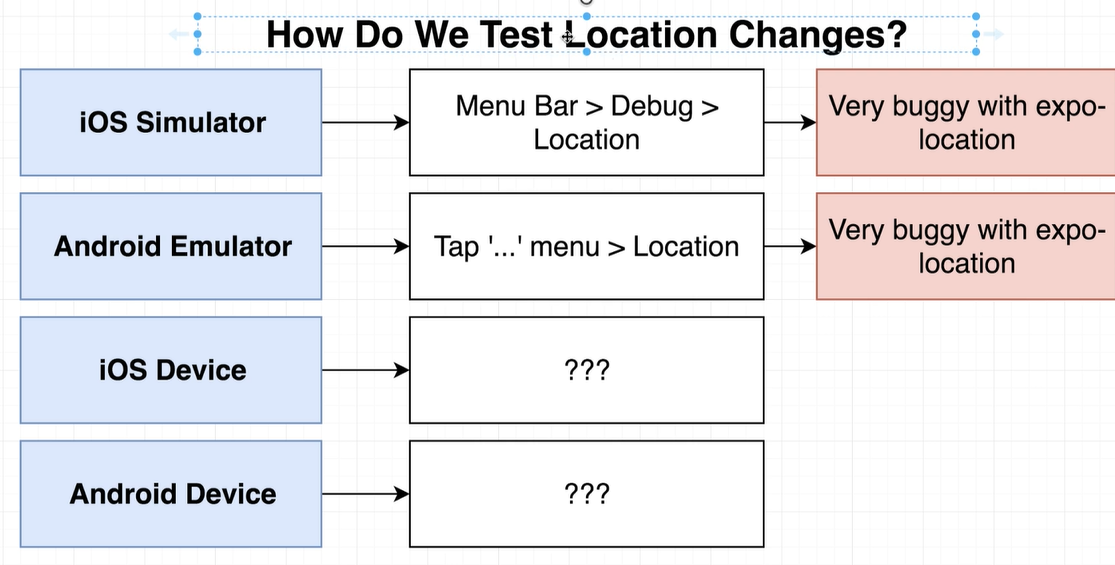 How Do We Test Location Changes?
iOS Simulator
Menu Bar > Debug >
Location
Very buggy with expo-
location
Android Emulator
Tap '...' menu > Location
Very buggy with expo-
location
iOS Device
???
Android Device
???